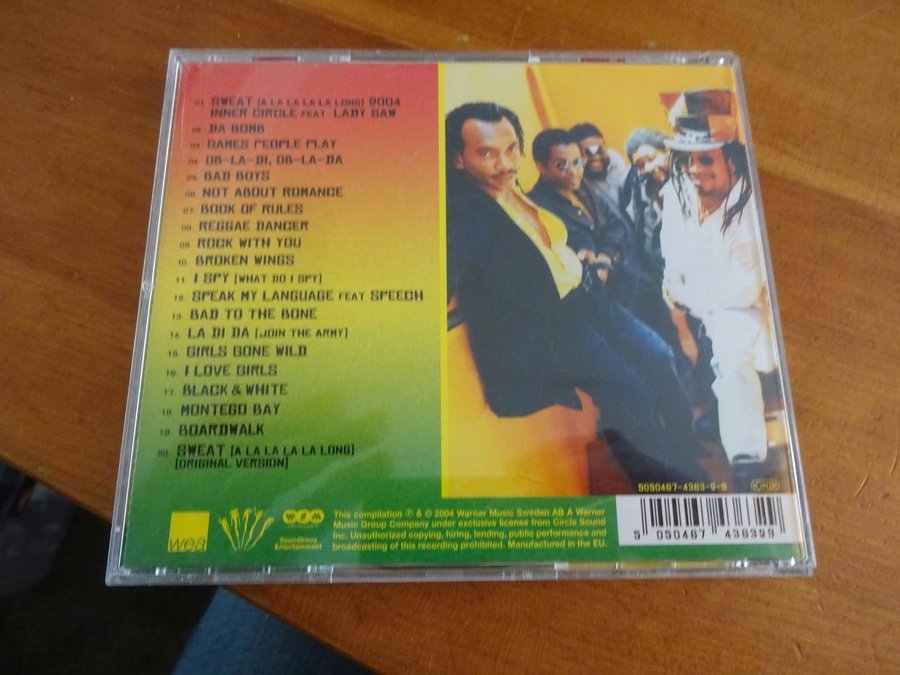 01. SWEAT (A LA LA LA LA LONG) 2004
INNER CIRCLE FEAT. LADY SAW
02. DA BOMB
03. GAMES PEOPLE PLAY
04. OB-LA-DI, OB-LA-DA
05. BAD BOYS
06. NOT ABOUT ROMANCE
07. BOOK OF RULES
08. REGGAE DANCER
09. ROCK WITH YOU
10. BROKEN WINGS
11. I SPY (WHAT DO I SPY)
12. SPEAK MY LANGUAGE FEAT SPEECH
13. BAD TO THE BONE
14. LA DI DA (JOIN THE ARMY)
15. GIRLS GONE WILD
16. I LOVE GIRLS
17. BLACK & WHITE
18. MONTEGO BAY
19. BOARDWALK
20. SWEAT (A LA LA LA LA LONG)
(ORIGINAL VERSION)
5050467-4363-2-9
wea
wsm
Soundbwoy
Entertainment
This compilation ℗ & © 2004 Warner Music Sweden AB A Warner
Music Group Company under exclusive license from Circle Sound
Inc. Unauthorized copying, hiring, lending, public performance and
broadcasting of this recording prohibited. Manufactured in the EU.
5 050467 436329